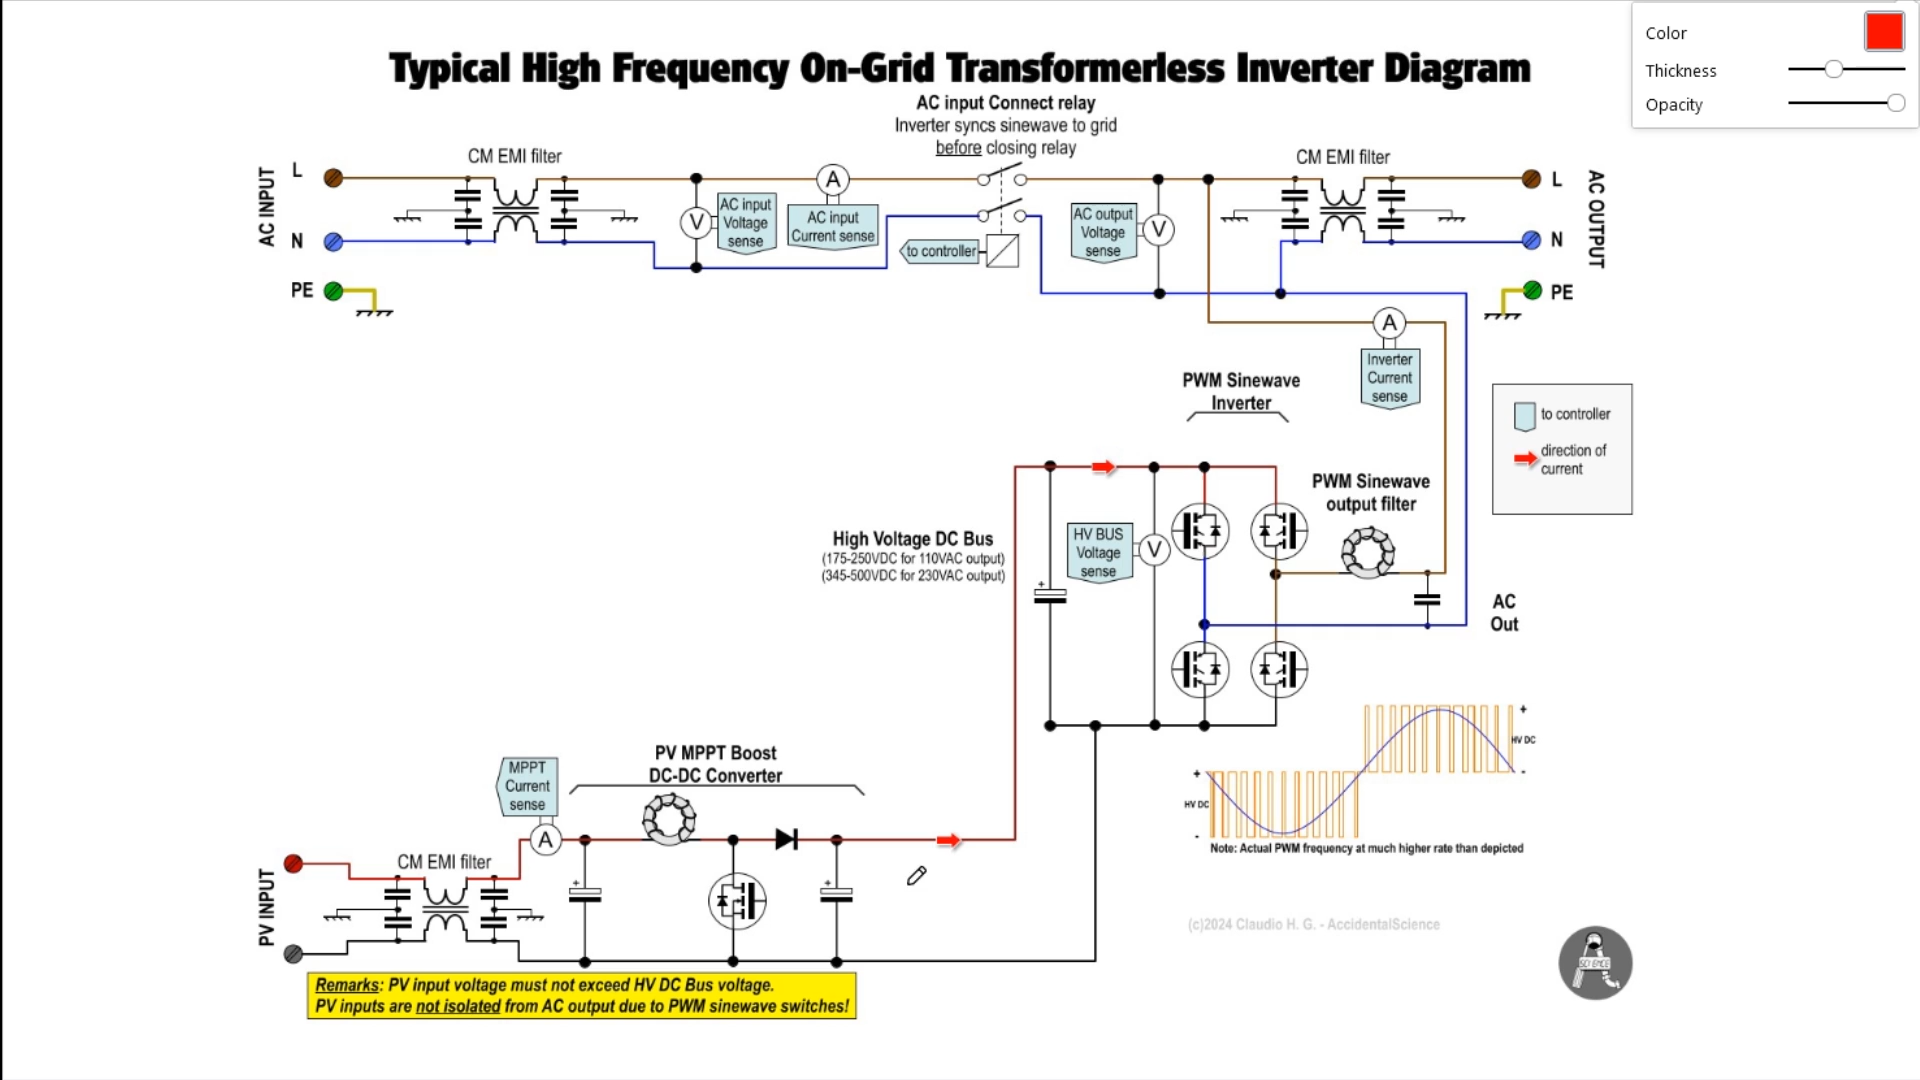 Color
Thickness
Opacity
Typical High Frequency On-Grid Transformerless Inverter Diagram
AC input Connect relay
Inverter syncs sinewave to grid
before closing relay
CM EMI filter
CM EMI filter
AC INPUT
L
N
PE
V
AC input
Voltage
sense
A
AC input
Current sense
to controller
AC output
Voltage
sense
V
L
N
PE
AC OUTPUT
A
Inverter
Current
sense
PWM Sinewave
Inverter
to controller
direction of
current
PWM Sinewave
output filter
High Voltage DC Bus
(175-250VDC for 110VAC output)
(345-500VDC for 230VAC output)
+
HV BUS
Voltage
sense
V
AC
Out
MPPT
Current
sense
A
PV MPPT Boost
DC-DC Converter
PV INPUT
CM EMI filter
+
+
+
HV DC
-
+
HV DC
-
Note: Actual PWM frequency at much higher rate than depicted
(c)2024 Claudio H. G. - AccidentalScience
SCIENCE
Remarks: PV input voltage must not exceed HV DC Bus voltage.
PV inputs are not isolated from AC output due to PWM sinewave switches!